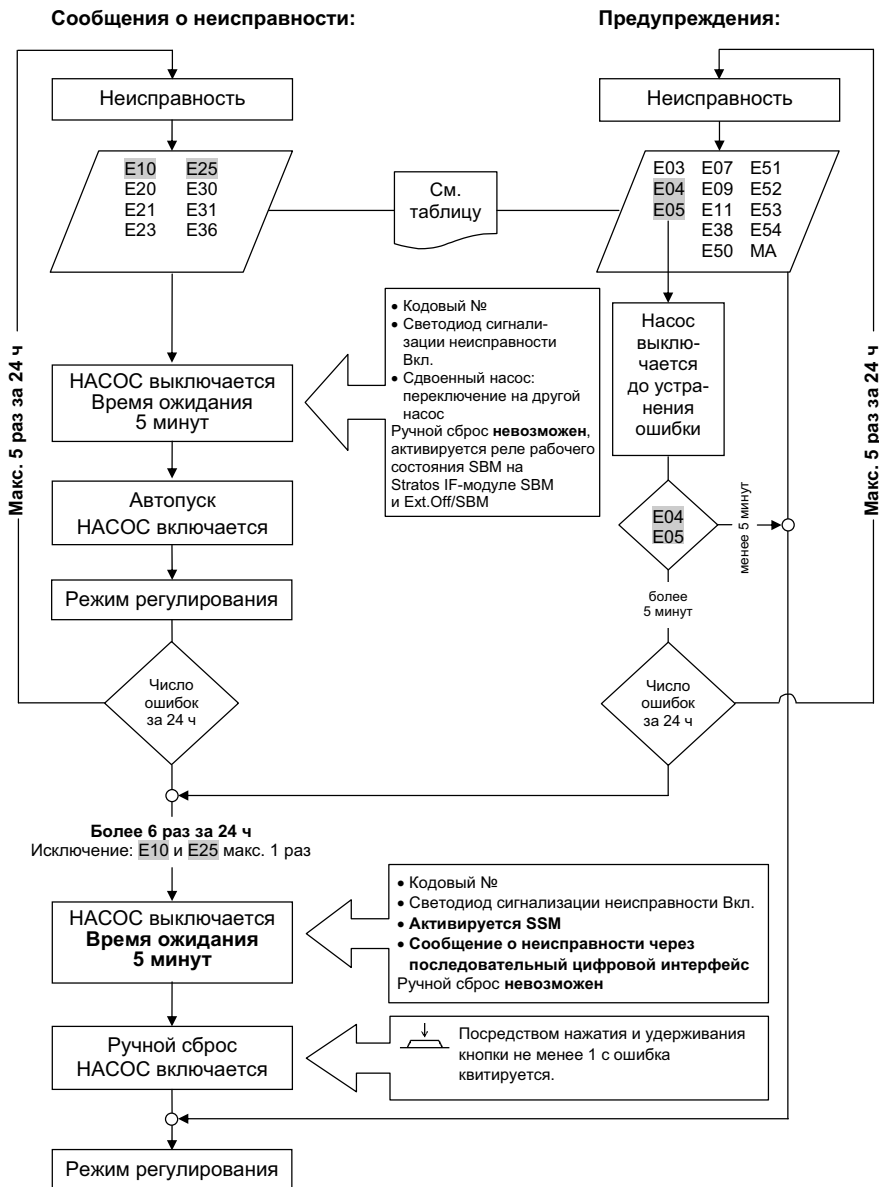 Сообщения о неисправности:
Предупреждения:
Неисправность
Неисправность
E10 E25
E20 E30
E21 E31
E23 E36
См.
таблицу
E03 E07 E51
E04 E09 E52
E05 E11 E53
E38 E54
E50 MA
Макс. 5 раз за 24 ч
НАСОС выключается
Время ожидания
5 минут
• Кодовый №
• Светодиод сигнали-
зации неисправности
Вкл.
• Сдвоенный насос:
переключение на другой
насос
Ручной сброс невозможен,
активируется реле рабочего
состояния SBM на
Stratos IF-модуле SBM
и Ext.Off/SBM
Насос
выклю-
чается
до устра-
нения
ошибки
Макс. 5 раз за 24 ч
Автопуск
НАСОС включается
E04
E05
менее 5 минут
Режим регулирования
более
5 минут
Число
ошибок
за 24 ч
Число
ошибок
за 24 ч
Более 6 раз за 24 ч
Исключение: E10 и E25 макс. 1 раз
НАСОС выключается
Время ожидания
5 минут
• Кодовый №
• Светодиод сигнализации неисправности Вкл.
• Активируется SSM
• Сообщение о неисправности через
последовательный цифровой интерфейс
Ручной сброс невозможен
Ручной сброс
НАСОС включается
Посредством нажатия и удерживания
кнопки не менее 1 с ошибка
квитируется.
Режим регулирования